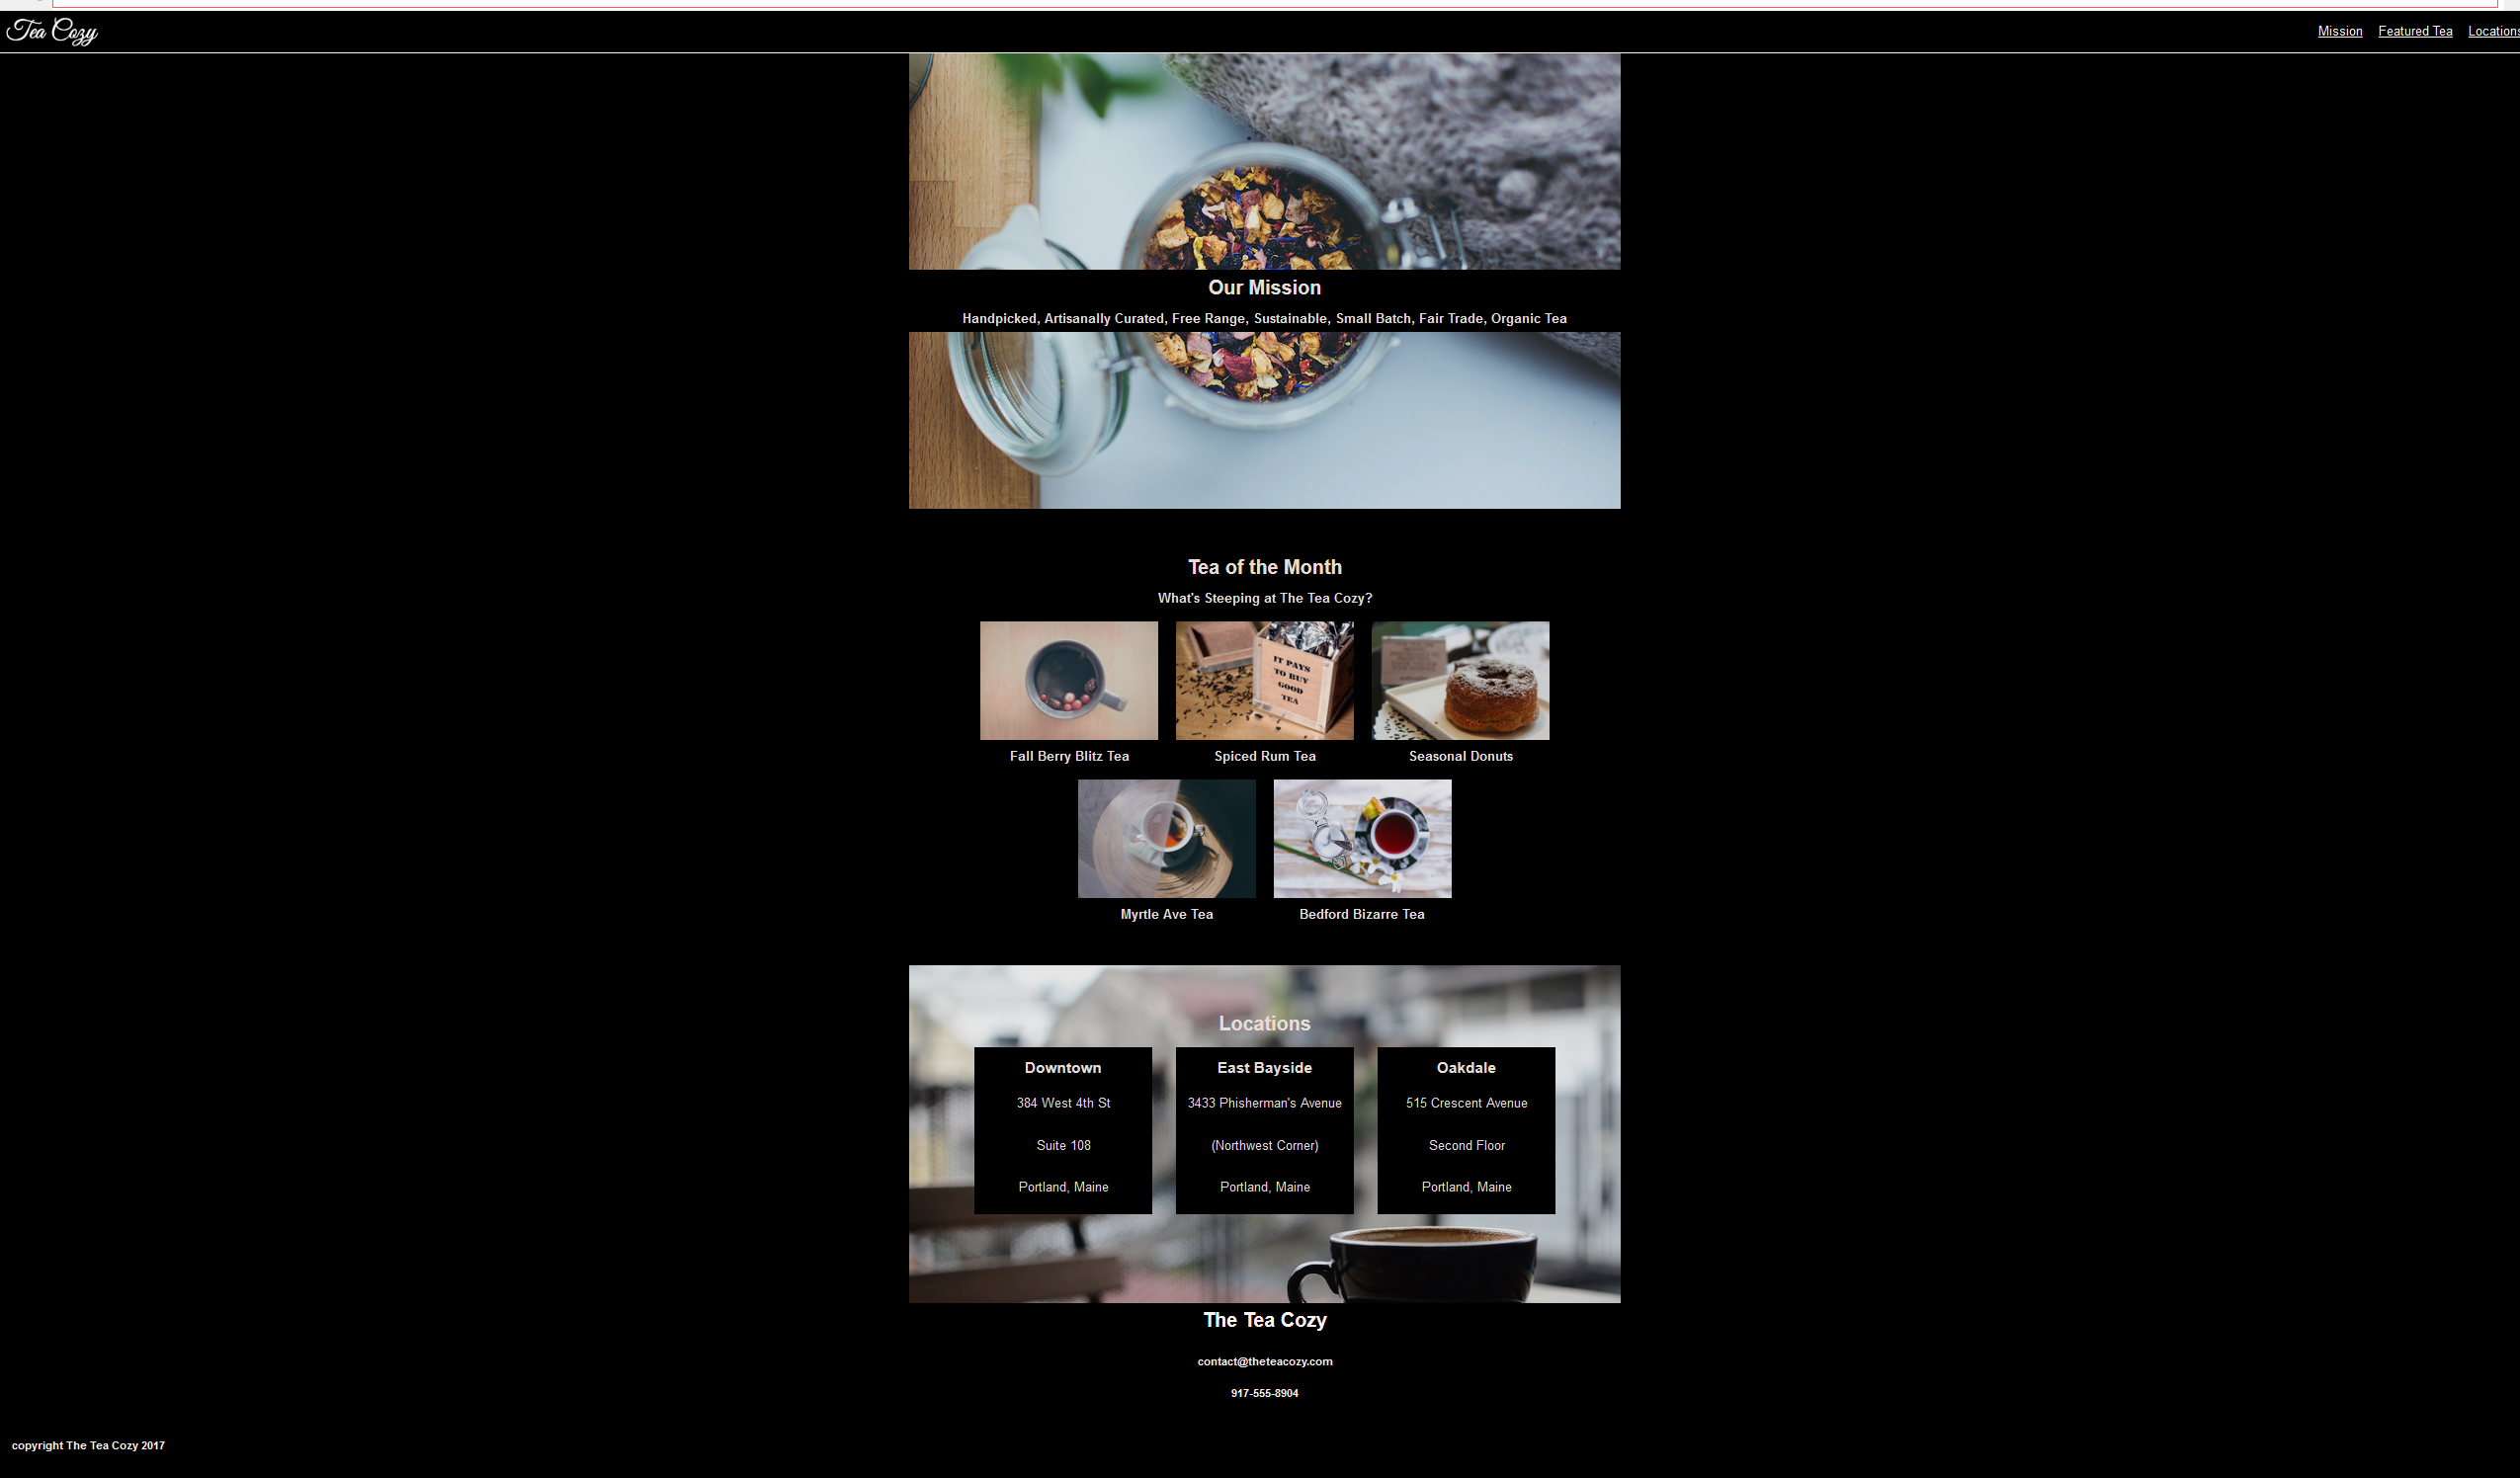 Tea Cozy
Mission Featured Tea Locations
Our Mission
Handpicked, Artisanally Curated, Free Range, Sustainable, Small Batch, Fair Trade, Organic Tea
Tea of the Month
What's Steeping at The Tea Cozy?
IT PAYS
TO BUY
GOOD
TEA
Fall Berry Blitz Tea
Spiced Rum Tea
Seasonal Donuts
Myrtle Ave Tea
Bedford Bizarre Tea
Locations
Downtown
384 West 4th St
Suite 108
Portland, Maine
East Bayside
3433 Phisherman's Avenue
(Northwest Corner)
Portland, Maine
Oakdale
515 Crescent Avenue
Second Floor
Portland, Maine
The Tea Cozy
contact@theteacozy.com
917-555-8904
copyright The Tea Cozy 2017